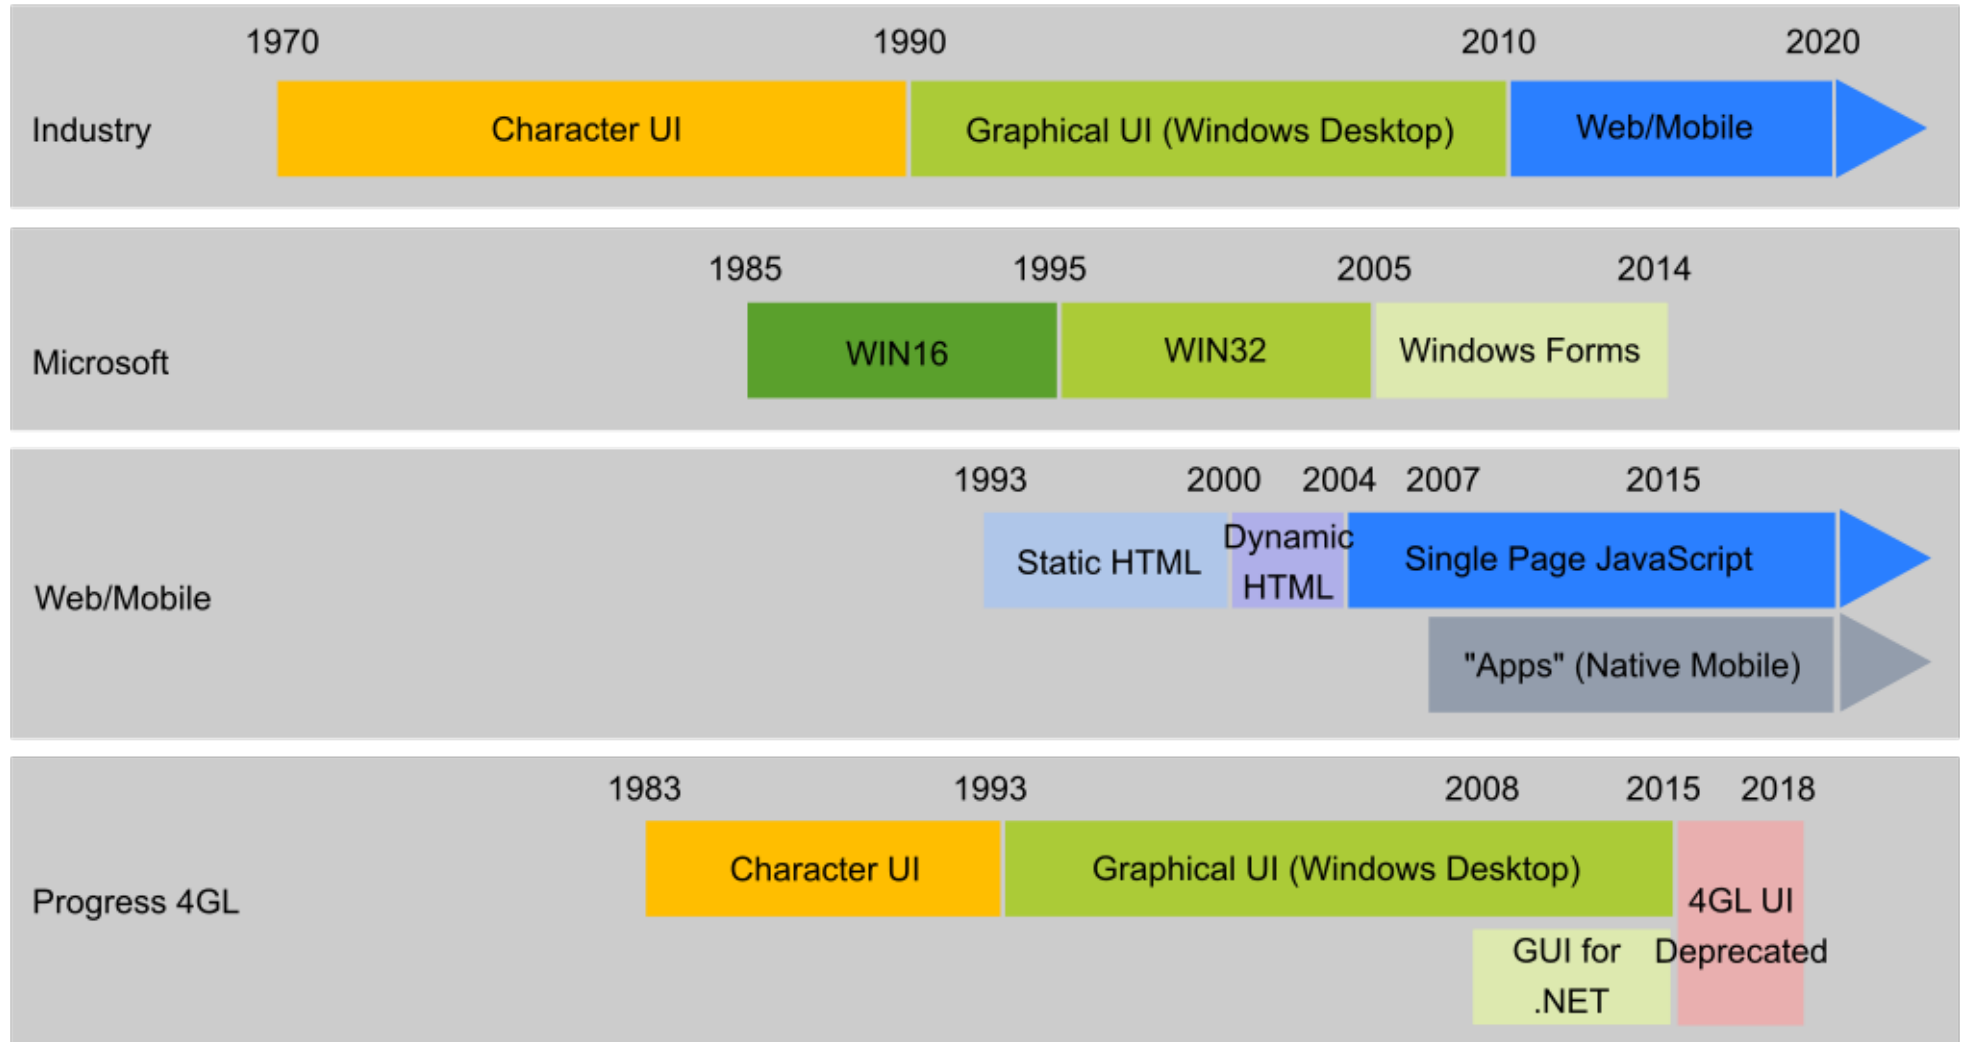 1970 1990 2010 2020
Industry Character UI Graphical UI (Windows Desktop) Web/Mobile
1985 1995 2005 2014
Microsoft WIN16 WIN32 Windows Forms
1993 2000 2004 2007 2015
Static HTML Dynamic HTML Single Page JavaScript
Web/Mobile
"Apps" (Native Mobile)
1983 1993 2008 2015 2018
Character UI Graphical UI (Windows Desktop)
Progress 4GL 4GL UI
GUI for Deprecated
.NET